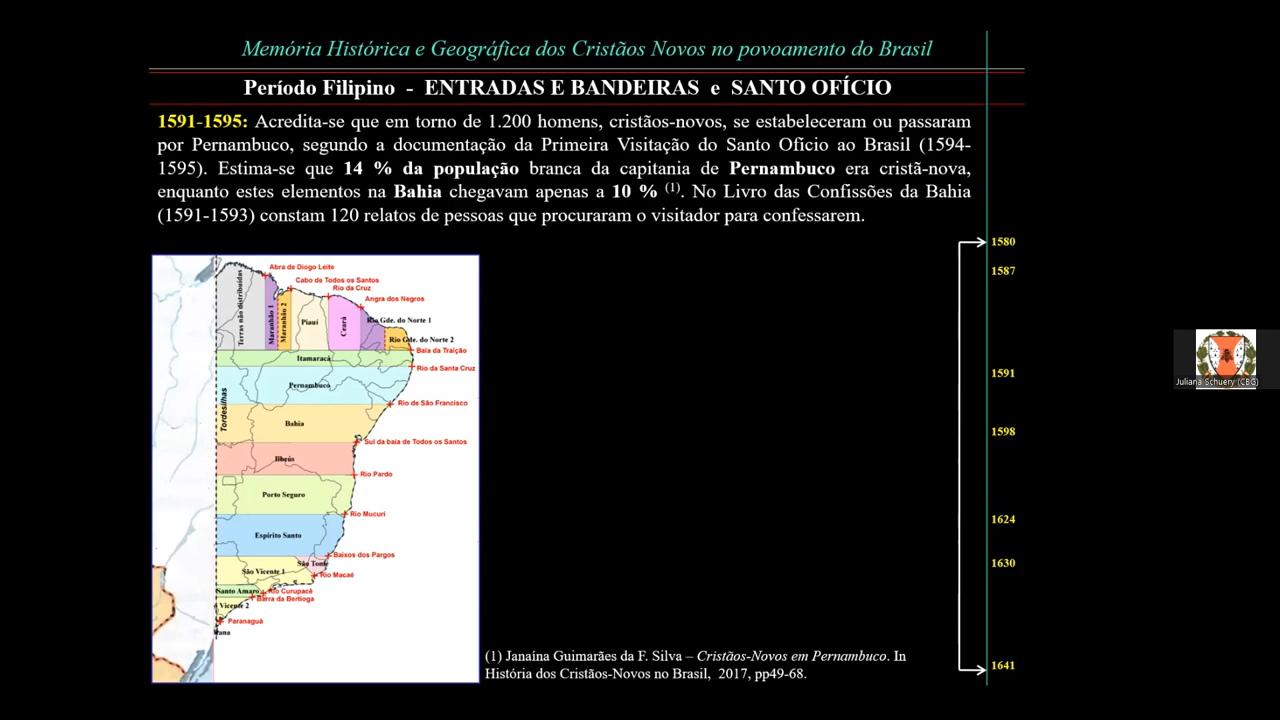 Memória Histórica e Geográfica dos Cristãos Novos no povoamento do Brasil
Período Filipino - ENTRADAS E BANDEIRAS e SANTO OFÍCIO
1591-1595: Acredita-se que em torno de 1.200 homens, cristãos-novos, se estabeleceram ou passaram
por Pernambuco, segundo a documentação da Primeira Visitação do Santo Ofício ao Brasil (1594-
1595). Estima-se que 14 % da população branca da capitania de Pernambuco era cristã-nova,
enquanto estes elementos na Bahia chegavam apenas a 10 % (1). No Livro das Confissões da Bahia
(1591-1593) constam 120 relatos de pessoas que procuraram o visitador para confessarem.
1580
1587
1591
1598
1624
1630
1641
Abra de Diogo Leite
Cabo de Todos os Santos
Rio da Cruz
Angra dos Negros
Terras não distribuídas
Maranhão 1
Maranhão 2
Piauí
Ceará
Rio Gde. do Norte 1
Rio Gde. do Norte 2
Baía da Traição
Itamaracá
Rio da Santa Cruz
Pernambuco
Tordesilhas
Rio de São Francisco
Bahia
Sul da baía de Todos os Santos
Ilhéus
Rio Pardo
Porto Seguro
Rio Mucuri
Espírito Santo
Baixos dos Pargos
São Tomé
São Vicente 1
Rio Macaé
Santo Amaro
Rio Curupacê
Barra da Bertioga
Vicente 2
Paranaguá
(1) Janaína Guimarães da F. Silva – Cristãos-Novos em Pernambuco. In
História dos Cristãos-Novos no Brasil, 2017, pp49-68.
Juliana Schuery (CBG)